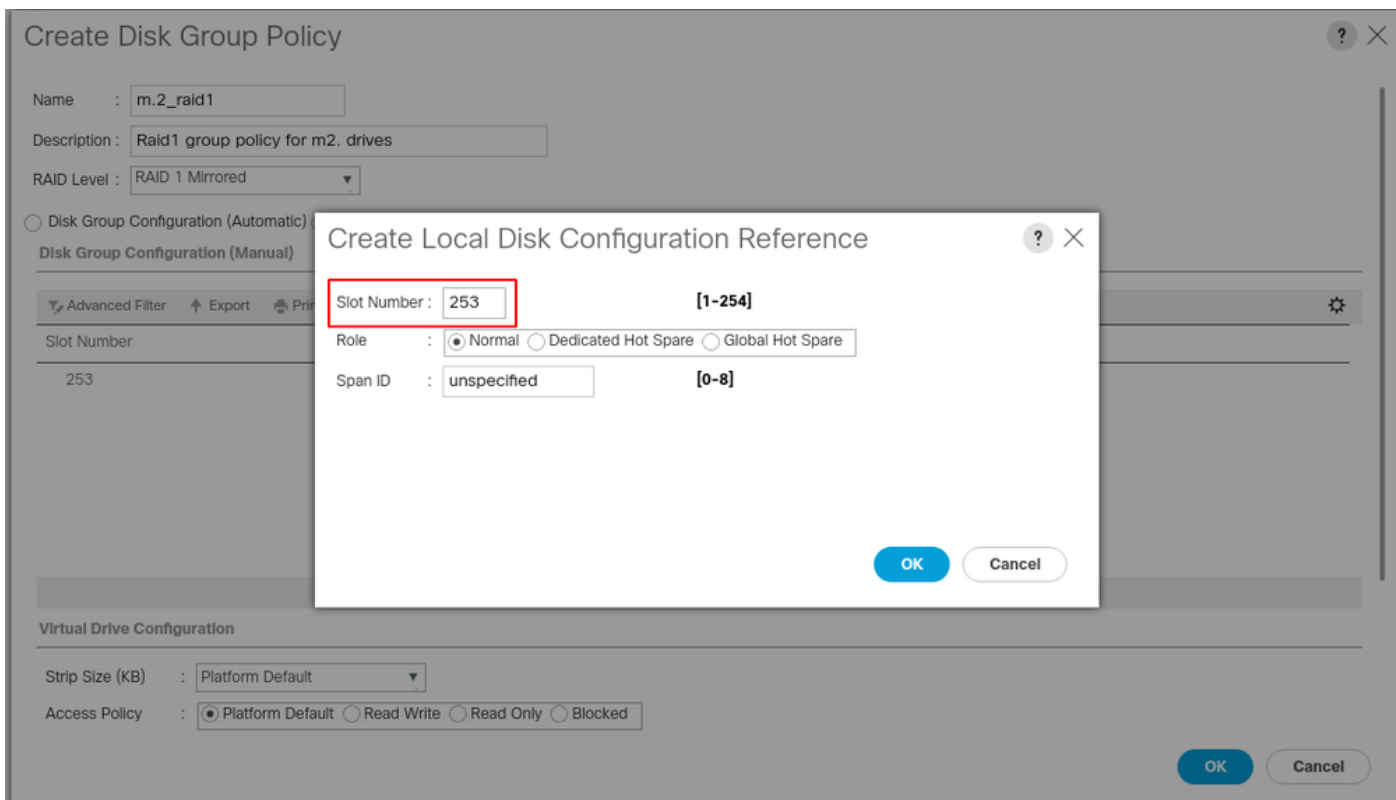 Create Disk Group Policy
?
Name : m.2_raid1
Description : Raid1 group policy for m2. drives
RAID Level : RAID 1 Mirrored
Disk Group Configuration (Automatic)
Disk Group Configuration (Manual)
Advanced Filter Export Prin
Slot Number
253
Create Local Disk Configuration Reference
?
Slot Number : 253 [1-254]
Role : Normal Dedicated Hot Spare Global Hot Spare
Span ID : unspecified [0-8]
OK Cancel
Virtual Drive Configuration
Strip Size (KB) : Platform Default
Access Policy : Platform Default Read Write Read Only Blocked
OK Cancel